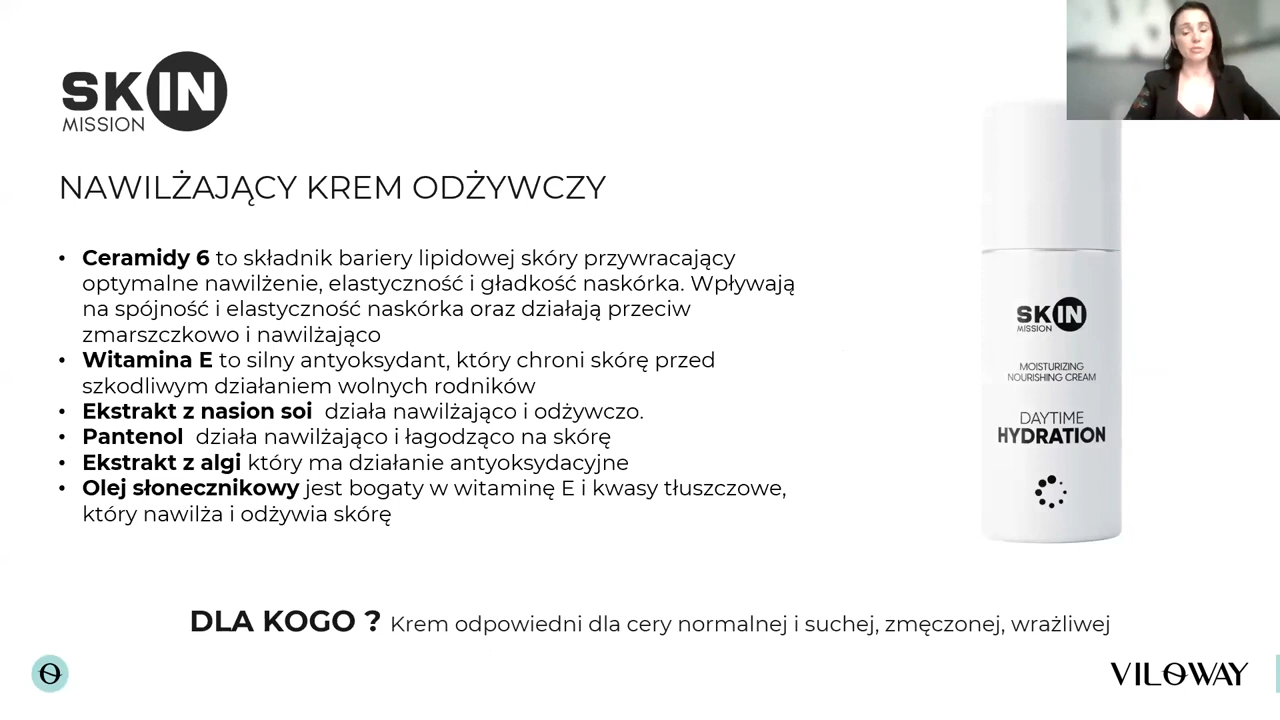 SKIN
MISSION
NAWILŻAJĄCY KREM ODŻYWCZY
• Ceramidy 6 to składnik bariery lipidowej skóry przywracający
optymalne nawilżenie, elastyczność i gładkość naskórka. Wpływają
na spójność i elastyczność naskórka oraz działają przeciw
zmarszczkowo i nawilżająco
• Witamina E to silny antyoksydant, który chroni skórę przed
szkodliwym działaniem wolnych rodników
• Ekstrakt z nasion soi  działa nawilżająco i odżywczo.
• Pantenol  działa nawilżająco i łagodząco na skórę
• Ekstrakt z algi który ma działanie antyoksydacyjne
• Olej słonecznikowy jest bogaty w witaminę E i kwasy tłuszczowe,
który nawilża i odżywia skórę
SKIN
MISSION
MOISTURIZING
NOURISHING CREAM
DAYTIME
HYDRATION
DLA KOGO ? Krem odpowiedni dla cery normalnej i suchej, zmęczonej, wrażliwej
VILOWAY